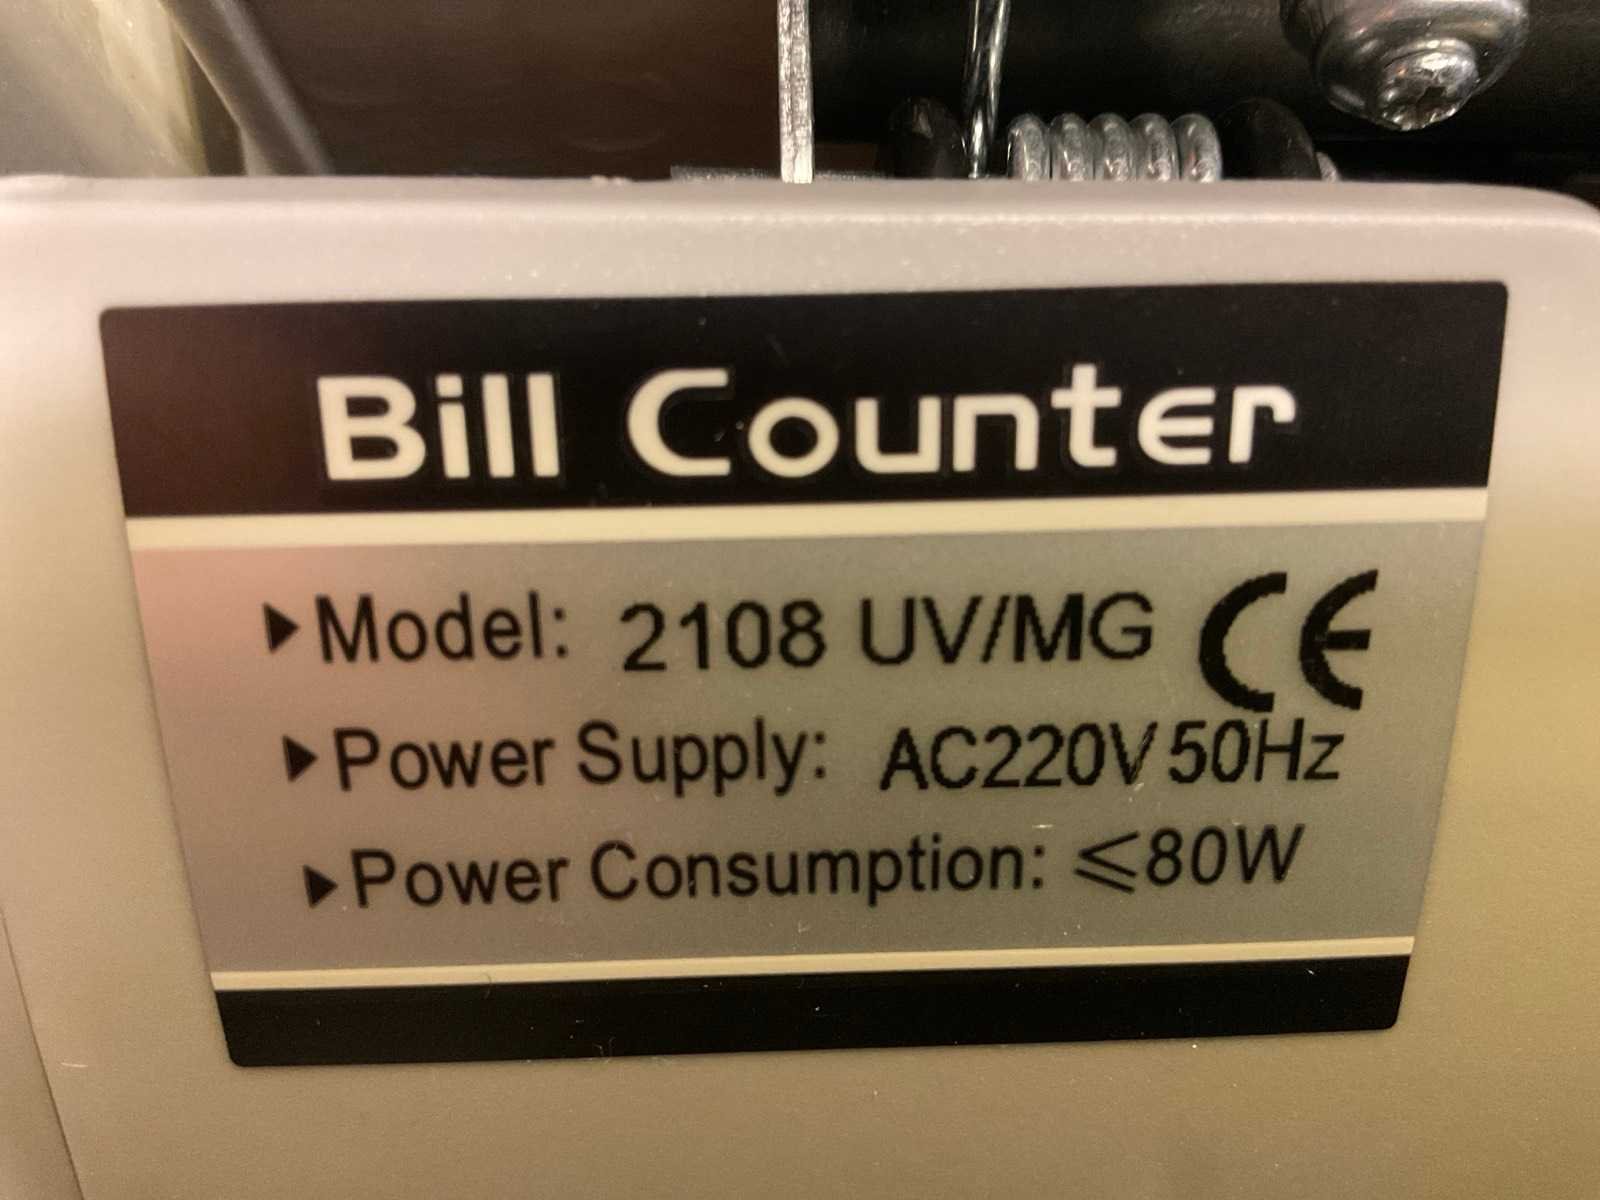 Bill Counter
▶Model: 2108 UV/MG CE
▶Power Supply: AC220V 50Hz
▶Power Consumption: ⩽80W